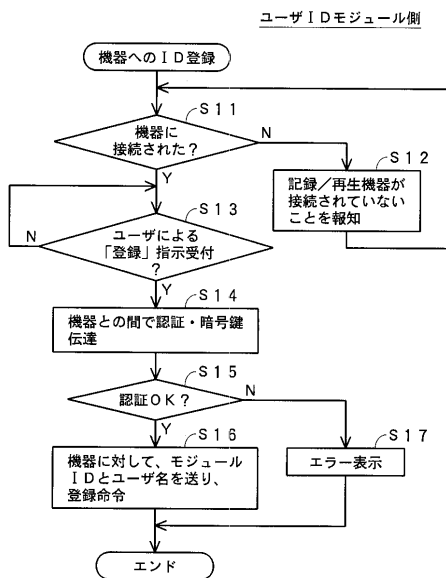 ユーザIDモジュール側
機器へのID登録
S11
機器に
接続された?
N
Y
S12
記録/再生機器が
接続されていない
ことを報知
S13
ユーザによる
「登録」指示受付
?
N
Y
S14
機器との間で認証・暗号鍵
伝達
S15
認証OK?
N
Y
S16
機器に対して、モジュール
IDとユーザ名を送り、
登録命令
S17
エラー表示
エンド